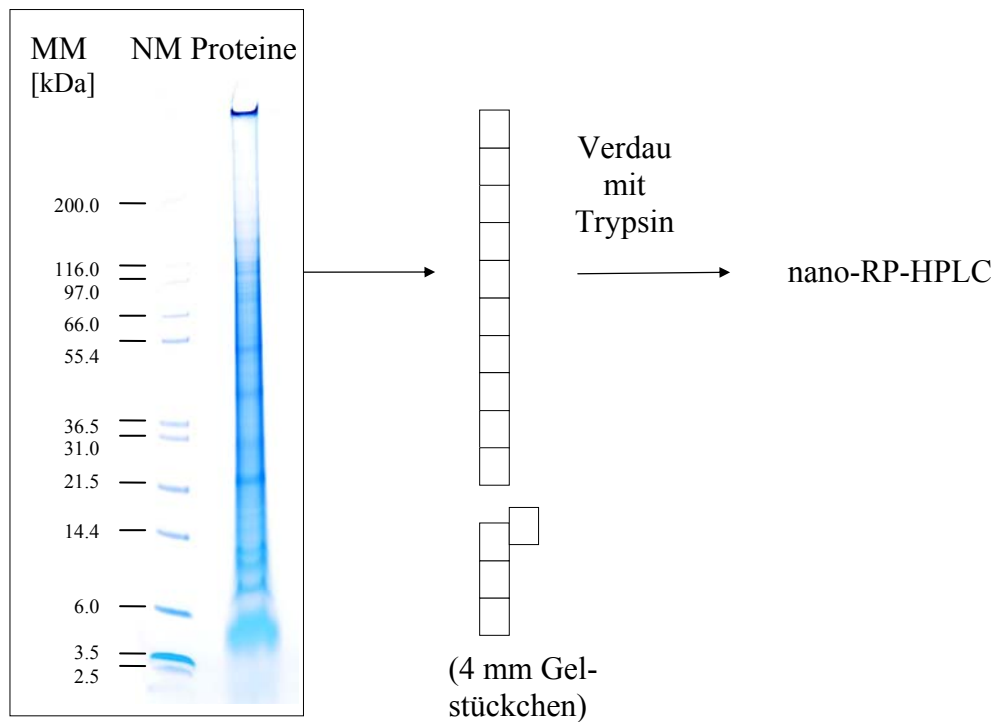 MM NM Proteine
[kDa]
200.0
116.0
97.0
66.0
55.4
36.5
31.0
21.5
14.4
6.0
3.5
2.5
Verdau
mit
Trypsin
nano-RP-HPLC
(4 mm Gel-
stückchen)